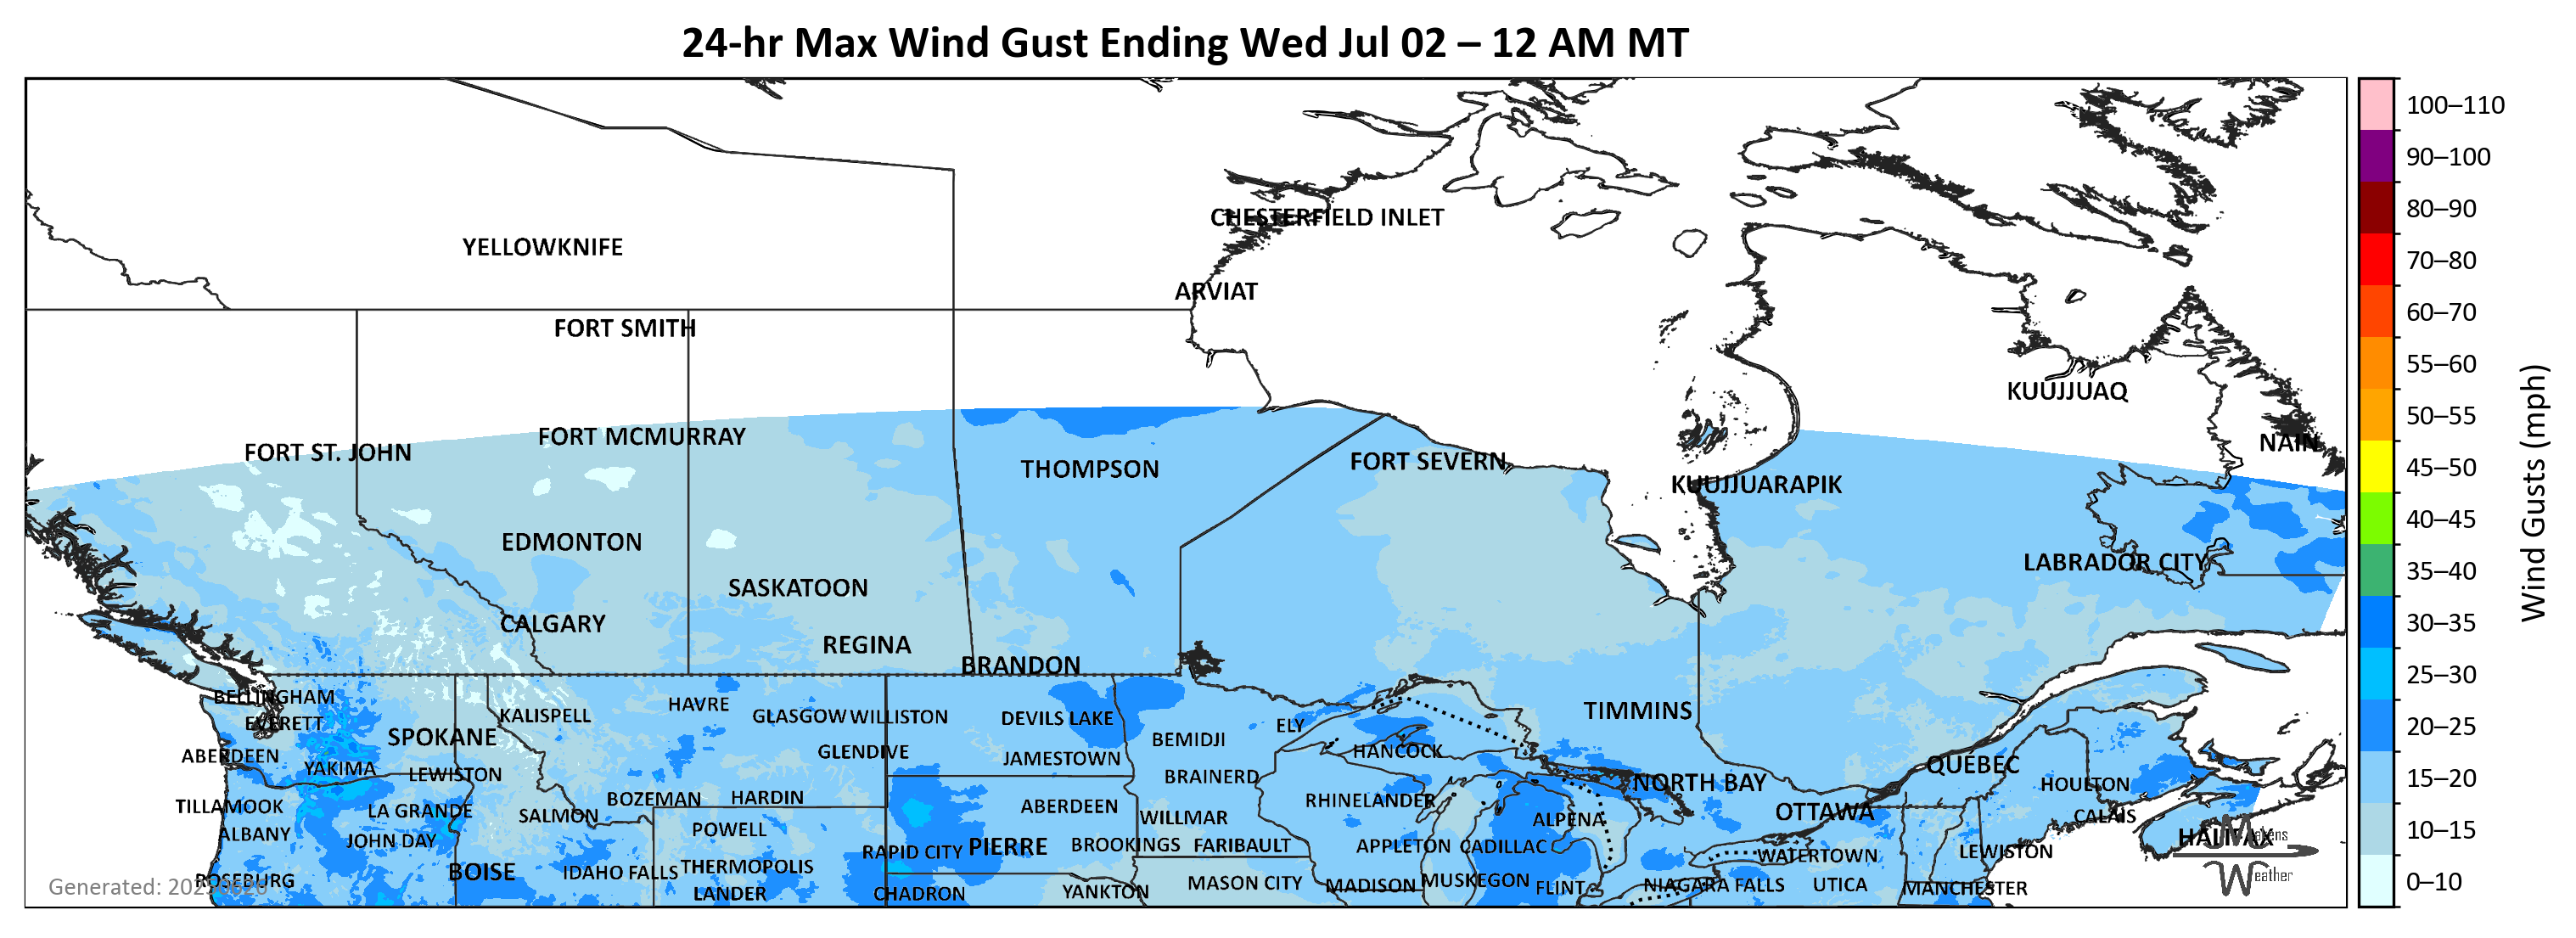 24-hr Max Wind Gust Ending Wed Jul 02 – 12 AM MT
100–110
90–100
80–90
70–80
60–70
55–60
50–55
45–50
40–45
35–40
30–35
25–30
20–25
15–20
10–15
0–10
Wind Gusts (mph)
CHESTERFIELD INLET
YELLOWKNIFE
ARVIAT
FORT SMITH
KUUJJUAQ
NAIN
FORT MCMURRAY
FORT ST. JOHN
FORT SEVERN
THOMPSON
KUUJJUARAPIK
EDMONTON
LABRADOR CITY
SASKATOON
CALGARY
REGINA
BRANDON
BELLINGHAM
HAVRE
TIMMINS
KALISPELL
GLASGOW
WILLISTON
DEVILS LAKE
EVERETT
ELY
SPOKANE
BEMIDJI
GLENDIVE
HANCOCK
ABERDEEN
JAMESTOWN
QUEBEC
YAKIMA
LEWISTON
BRAINERD
NORTH BAY
HOULTON
BOZEMAN
HARDIN
RHINELANDER
TILLAMOOK
LA GRANDE
ABERDEEN
OTTAWA
SALMON
WILLMAR
ALPENA
CALAIS
ALBANY
POWELL
HALIFAX
JOHN DAY
PIERRE
BROOKINGS
FARIBAULT
APPLETON
CADILLAC
RAPID CITY
LEWISTON
WATERTOWN
BOISE
IDAHO FALLS
THERMOPOLIS
ROSEBURG
MUSKEGON
MASON CITY
MADISON
FLINT
NIAGARA FALLS
UTICA
MANCHESTER
LANDER
CHADRON
YANKTON
Weather
Generated: